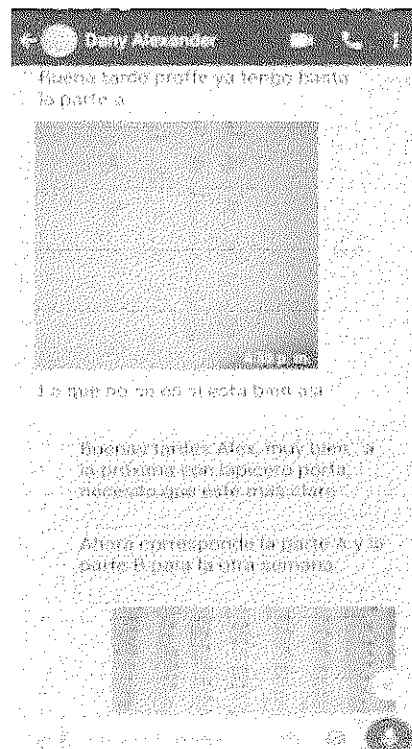 Dany Alexander
Buena tarde proffe ya tengo hasta
la parte a
Lo que no se es si esta bien asi
Buenas tardes Alex, muy bien, a
la próxima con lapicero porfa,
necesito que este más claro
Ahora corresponde la parte A y la
parte B para la otra semana